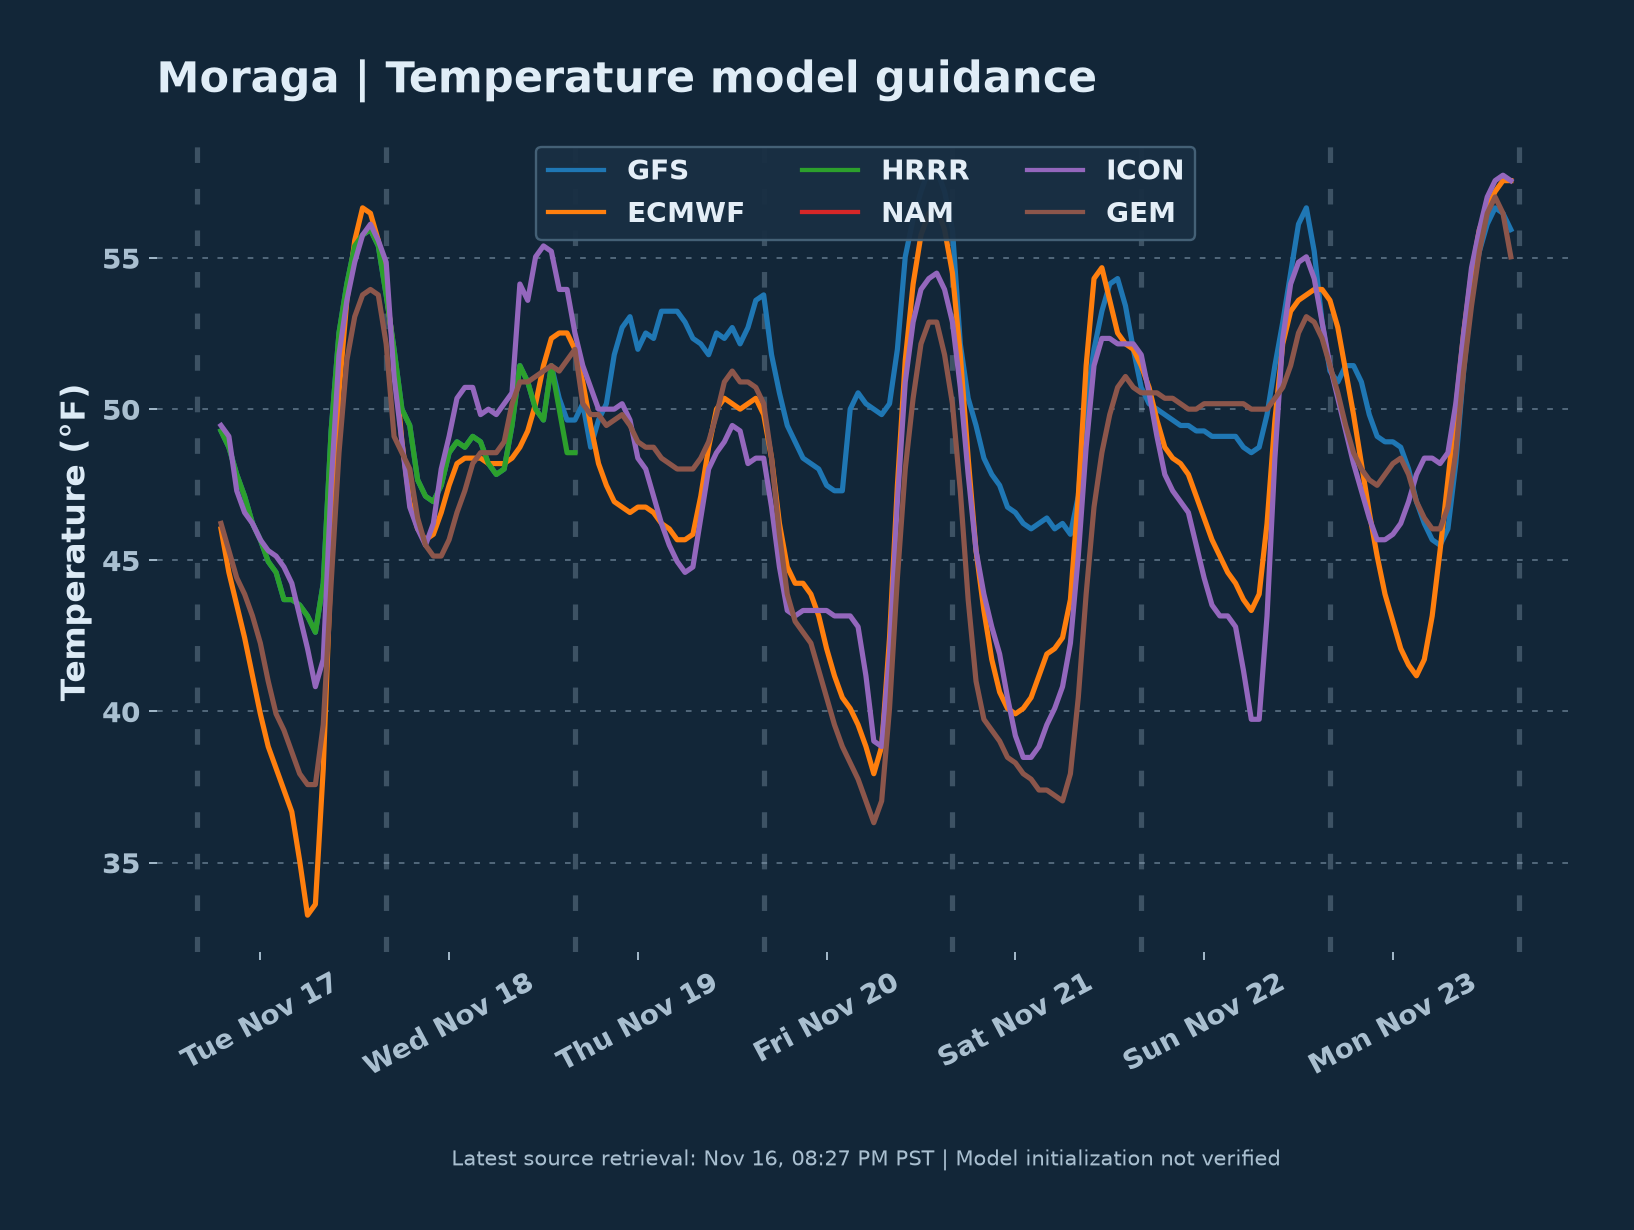 Moraga | Temperature model guidance
GFS HRRR ICON
ECMWF NAM GEM
Temperature (°F)
55
50
45
40
35
Tue Nov 17
Wed Nov 18
Thu Nov 19
Fri Nov 20
Sat Nov 21
Sun Nov 22
Mon Nov 23
Latest source retrieval: Nov 16, 08:27 PM PST | Model initialization not verified